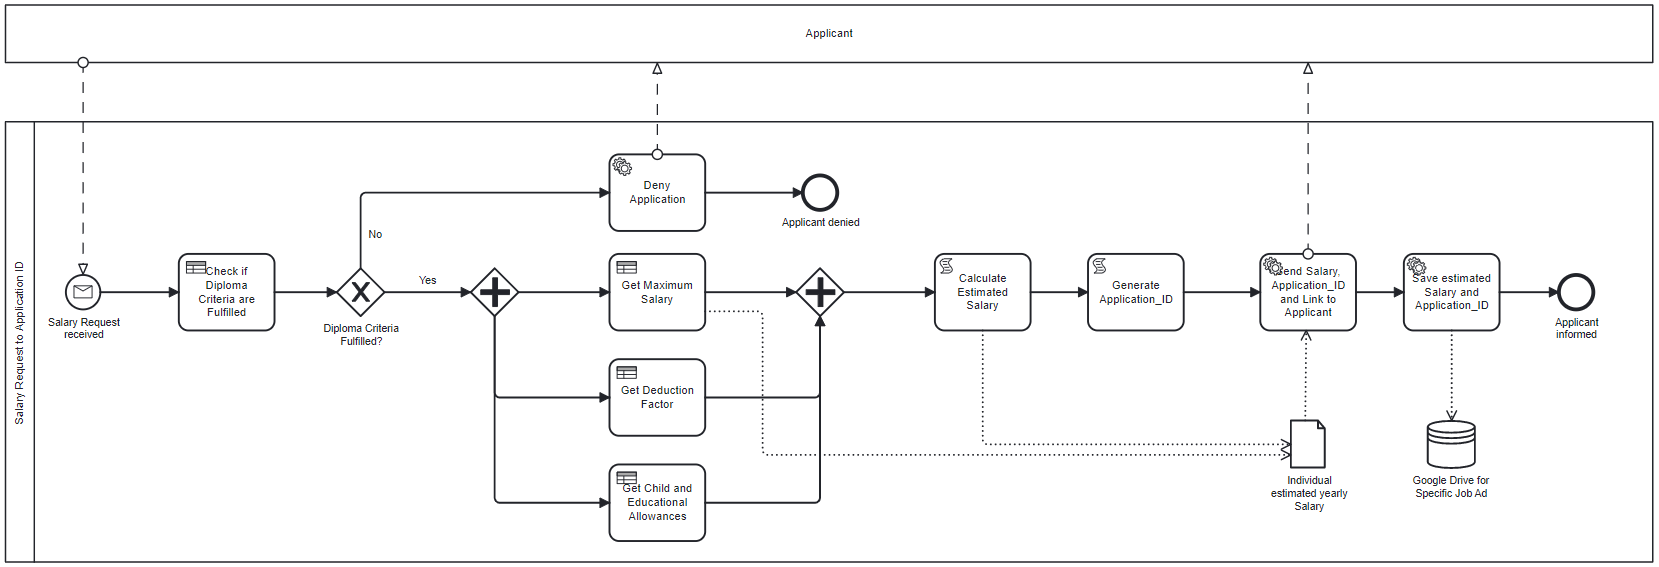 Applicant
Salary Request to Application ID
Salary Request
received
Check if
Diploma
Criteria are
Fulfilled
Diploma Criteria
Fulfilled?
No
Yes
Deny
Application
Applicant denied
Get Maximum
Salary
Get Deduction
Factor
Get Child and
Educational
Allowances
Calculate
Estimated
Salary
Generate
Application_ID
Send Salary,
Application_ID
and Link to
Applicant
Save estimated
Salary and
Application_ID
Applicant
informed
Individual
estimated yearly
Salary
Google Drive for
Specific Job Ad